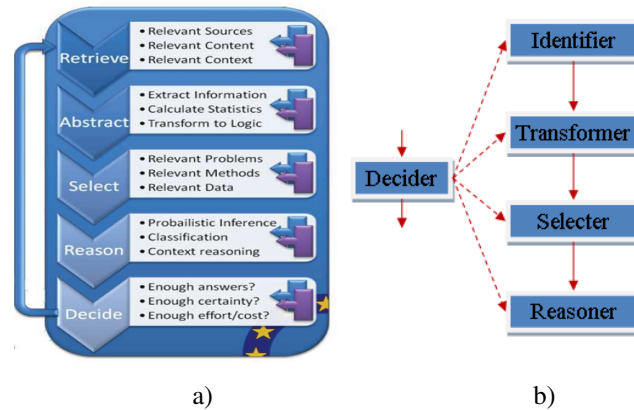 Retrieve
• Relevant Sources
• Relevant Content
• Relevant Context
Abstract
• Extract Information
• Calculate Statistics
• Transform to Logic
Select
• Relevant Problems
• Relevant Methods
• Relevant Data
Reason
• Probailistic Inference
• Classification
• Context reasoning
Decide
• Enough answers?
• Enough certainty?
• Enough effort/cost?
a)
Decider
Identifier
Transformer
Selecter
Reasoner
b)